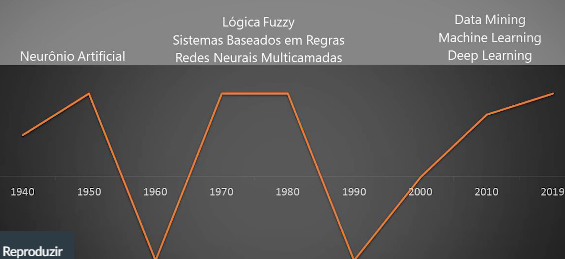 Neurônio Artificial
Lógica Fuzzy
Sistemas Baseados em Regras
Redes Neurais Multicamadas
Data Mining
Machine Learning
Deep Learning
1940 1950 1960 1970 1980 1990 2000 2010 2019
Reproduzir